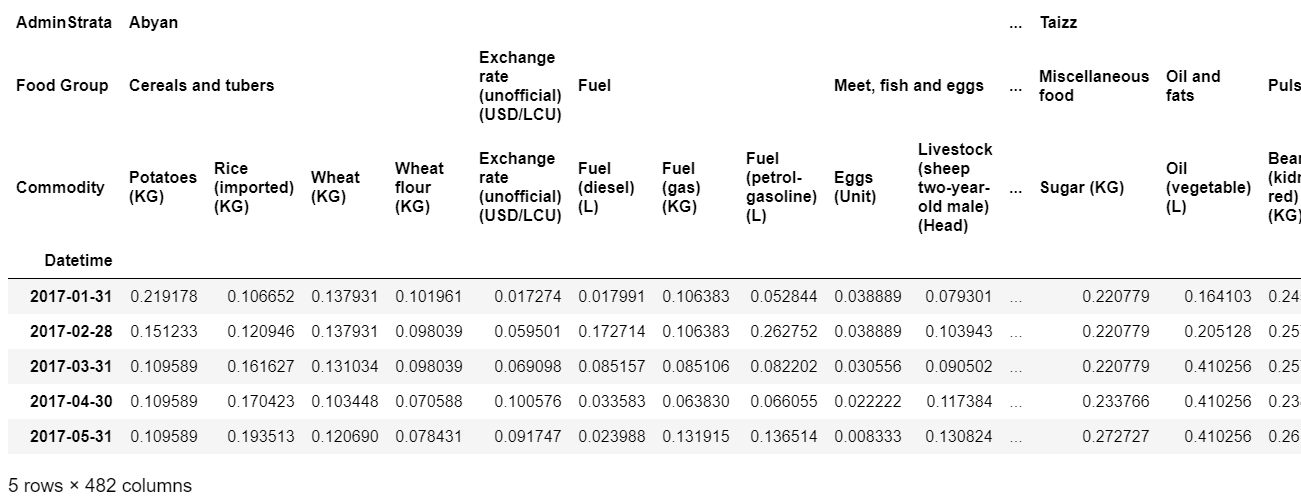 AdminStrata Abyan ... Taizz
Food Group Cereals and tubers
Exchange
rate
(unofficial)
(USD/LCU)
Fuel
Meet, fish and eggs
...
Miscellaneous
food
Oil and
fats
Puls
Commodity
Potatoes
(KG)
Rice
(imported)
(KG)
Wheat
(KG)
Wheat
flour
(KG)
Exchange
rate
(unofficial)
(USD/LCU)
Fuel
(diesel)
(L)
Fuel
(gas)
(KG)
Fuel
(petrol-
gasoline)
(L)
Eggs
(Unit)
Livestock
(sheep
two-year-
old male)
(Head)
...
Sugar (KG)
Oil
(vegetable)
(L)
red)
(KG)
Datetime
2017-01-31 0.219178 0.106652 0.137931 0.101961 0.017274 0.017991 0.106383 0.052844 0.038889 0.079301 ... 0.220779 0.164103 0.24
2017-02-28 0.151233 0.120946 0.137931 0.098039 0.059501 0.172714 0.106383 0.262752 0.038889 0.103943 ... 0.220779 0.205128 0.25
2017-03-31 0.109589 0.161627 0.131034 0.098039 0.069098 0.085157 0.085106 0.082202 0.030556 0.090502 ... 0.220779 0.410256 0.25
2017-04-30 0.109589 0.170423 0.103448 0.070588 0.100576 0.033583 0.063830 0.066055 0.022222 0.117384 ... 0.233766 0.410256 0.23
2017-05-31 0.109589 0.193513 0.120690 0.078431 0.091747 0.023988 0.131915 0.136514 0.008333 0.130824 ... 0.272727 0.410256 0.26
5 rows × 482 columns